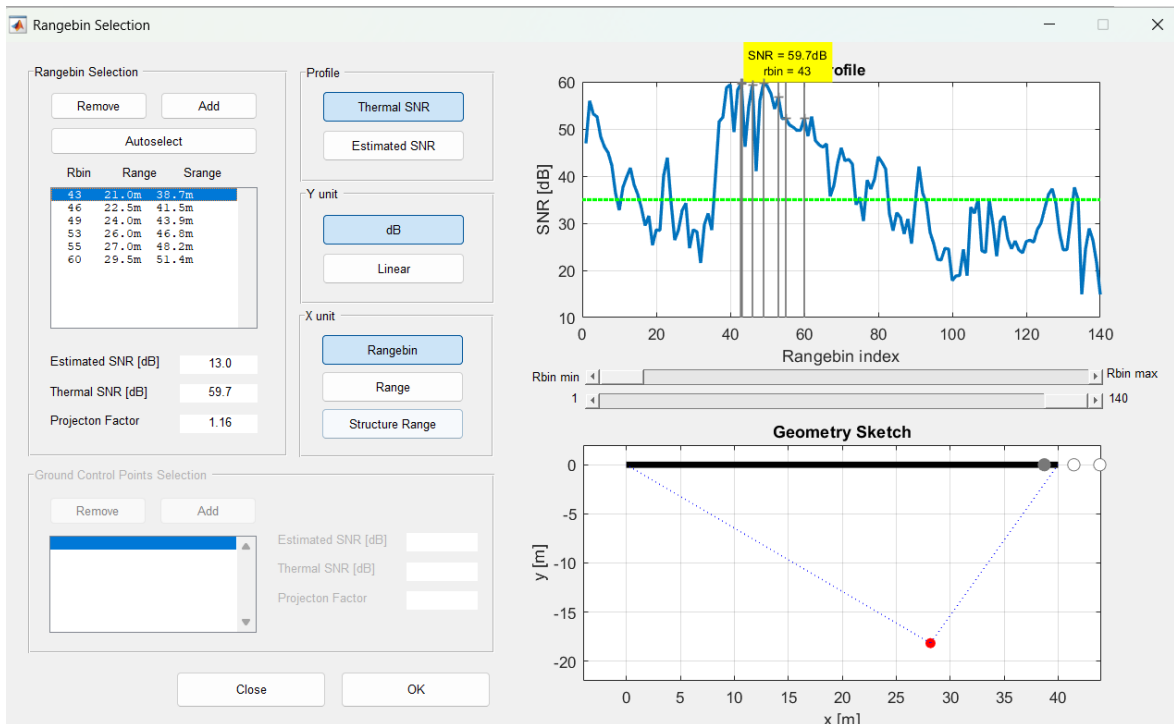 Rangebin Selection
Rangebin Selection
Remove Add
Autoselect
Rbin Range Srange
43 21.0m 38.7m
46 22.5m 41.5m
49 24.0m 43.9m
53 26.0m 46.8m
55 27.0m 48.2m
60 29.5m 51.4m
Estimated SNR [dB] 13.0
Thermal SNR [dB] 59.7
Projecton Factor 1.16
Profile
Thermal SNR
Estimated SNR
Y unit
dB
Linear
X unit
Rangebin
Range
Structure Range
Ground Control Points Selection
Remove Add
Estimated SNR [dB]
Thermal SNR [dB]
Projecton Factor
Close OK
SNR = 59.7dB
rbin = 43
rofile
SNR [dB]
60
50
40
30
20
10
0 20 40 60 80 100 120 140
Rangebin index
Rbin min Rbin max
1 140
Geometry Sketch
y [m]
0
-5
-10
-15
-20
0 5 10 15 20 25 30 35 40
x [m]